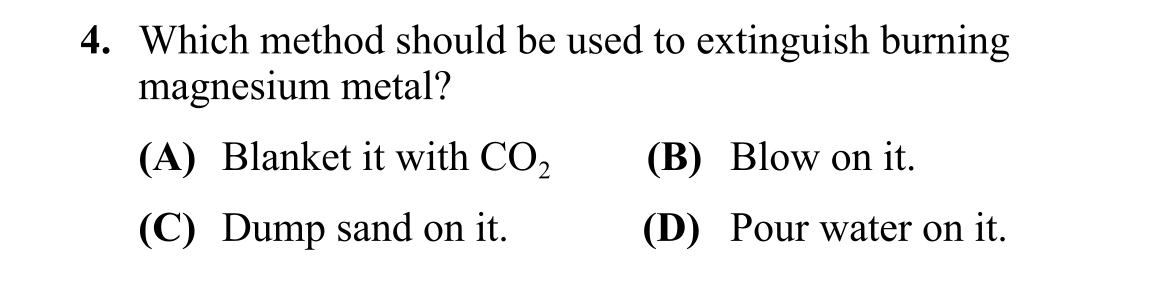 4. Which method should be used to extinguish burning
magnesium metal?
(A) Blanket it with CO₂ (B) Blow on it.
(C) Dump sand on it. (D) Pour water on it.